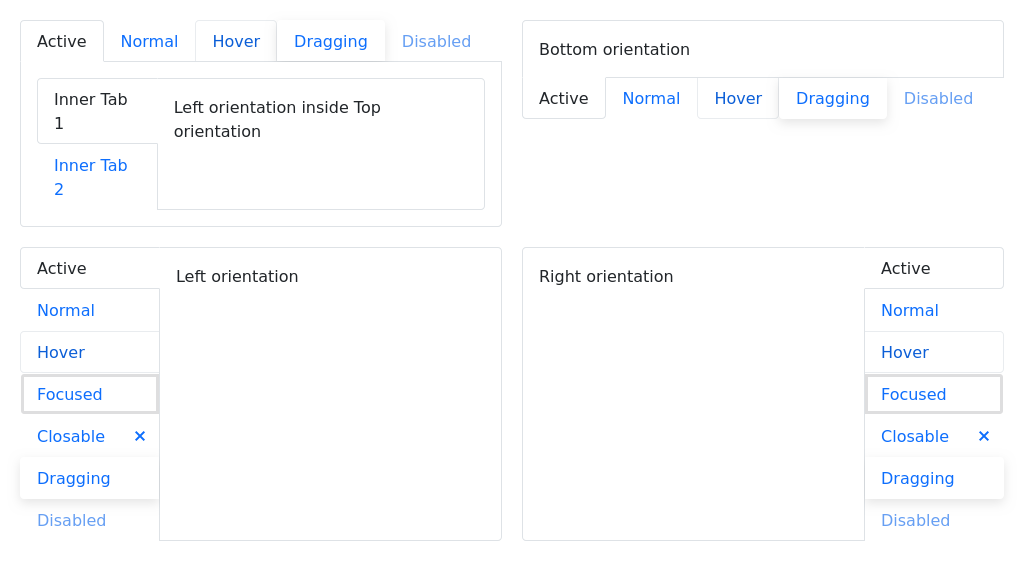 Active Normal Hover Dragging Disabled
Inner Tab
1
Inner Tab
2
Left orientation inside Top
orientation
Bottom orientation
Active Normal Hover Dragging Disabled
Active
Normal
Hover
Focused
Closable ×
Dragging
Disabled
Left orientation
Right orientation
Active
Normal
Hover
Focused
Closable ×
Dragging
Disabled